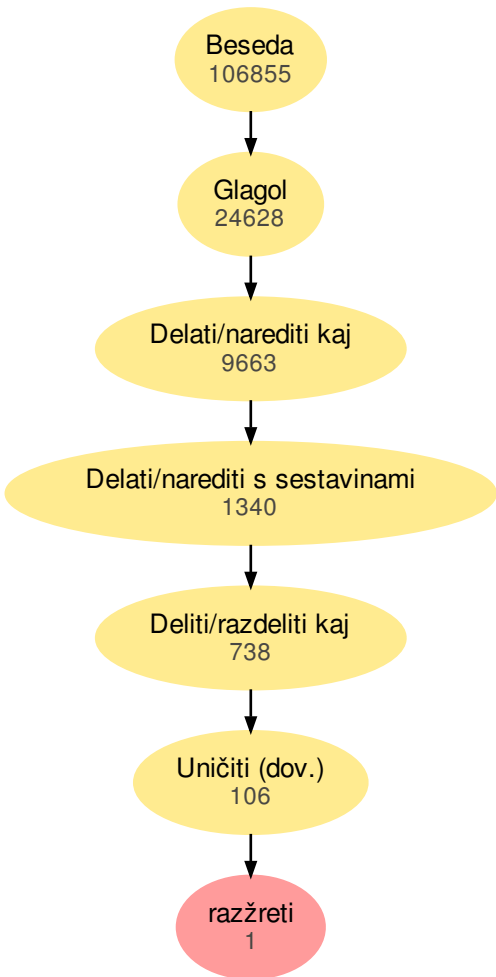 Beseda
106855
Glagol
24628
Delati/narediti kaj
9663
Delati/narediti s sestavinami
1340
Deliti/razdeliti kaj
738
Uničiti (dov.)
106
razžreti
1